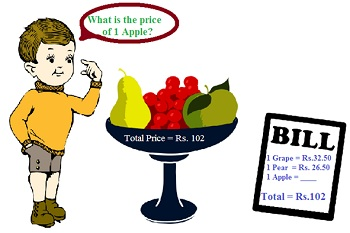 What is the price
of 1 Apple?
Total Price = Rs. 102
BILL
1 Grape = Rs.32.50
1 Pear = Rs. 26.50
1 Apple = ____
Total = Rs.102